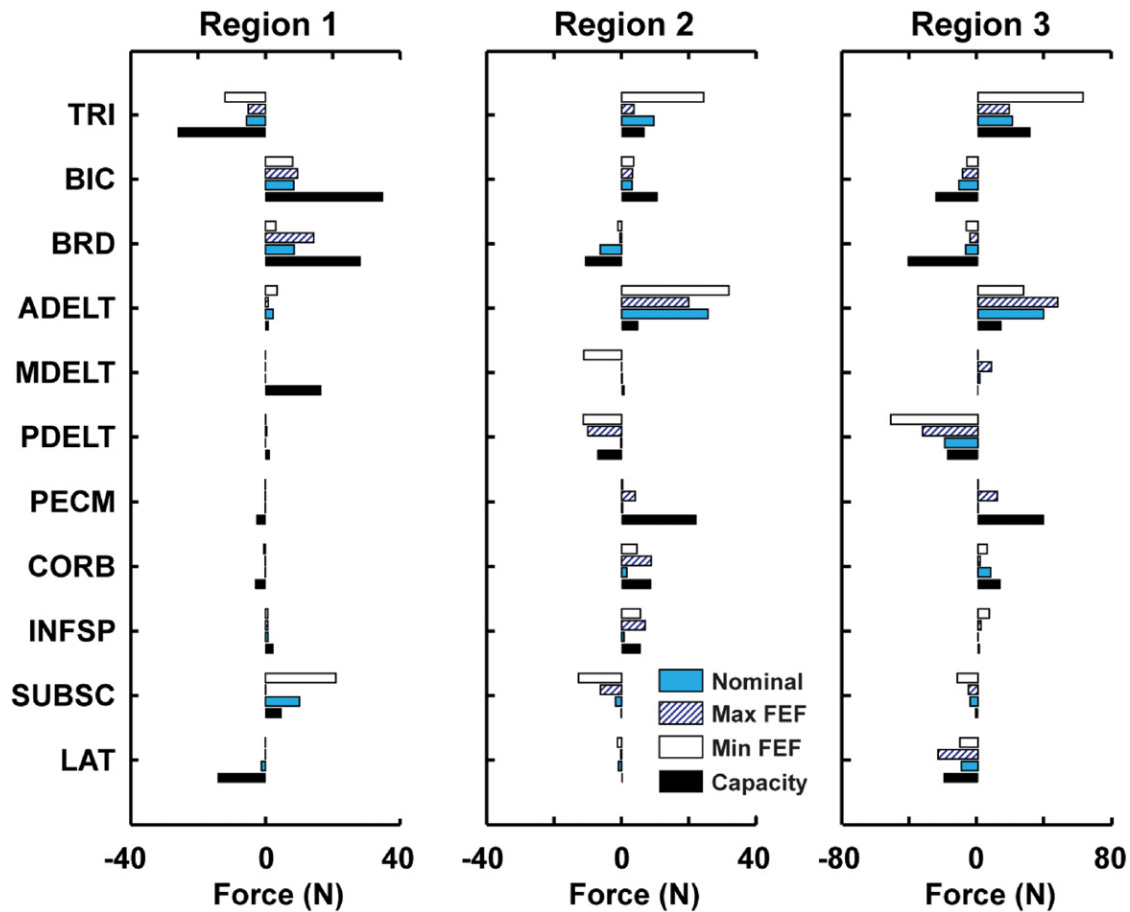 Region 1
Region 2
Region 3
TRI
BIC
BRD
ADELT
MDELT
PDELT
PECM
CORB
INFSP
SUBSC
LAT
Nominal
Max FEF
Min FEF
Capacity
-40 0 40
-40 0 40
-80 0 80
Force (N)
Force (N)
Force (N)